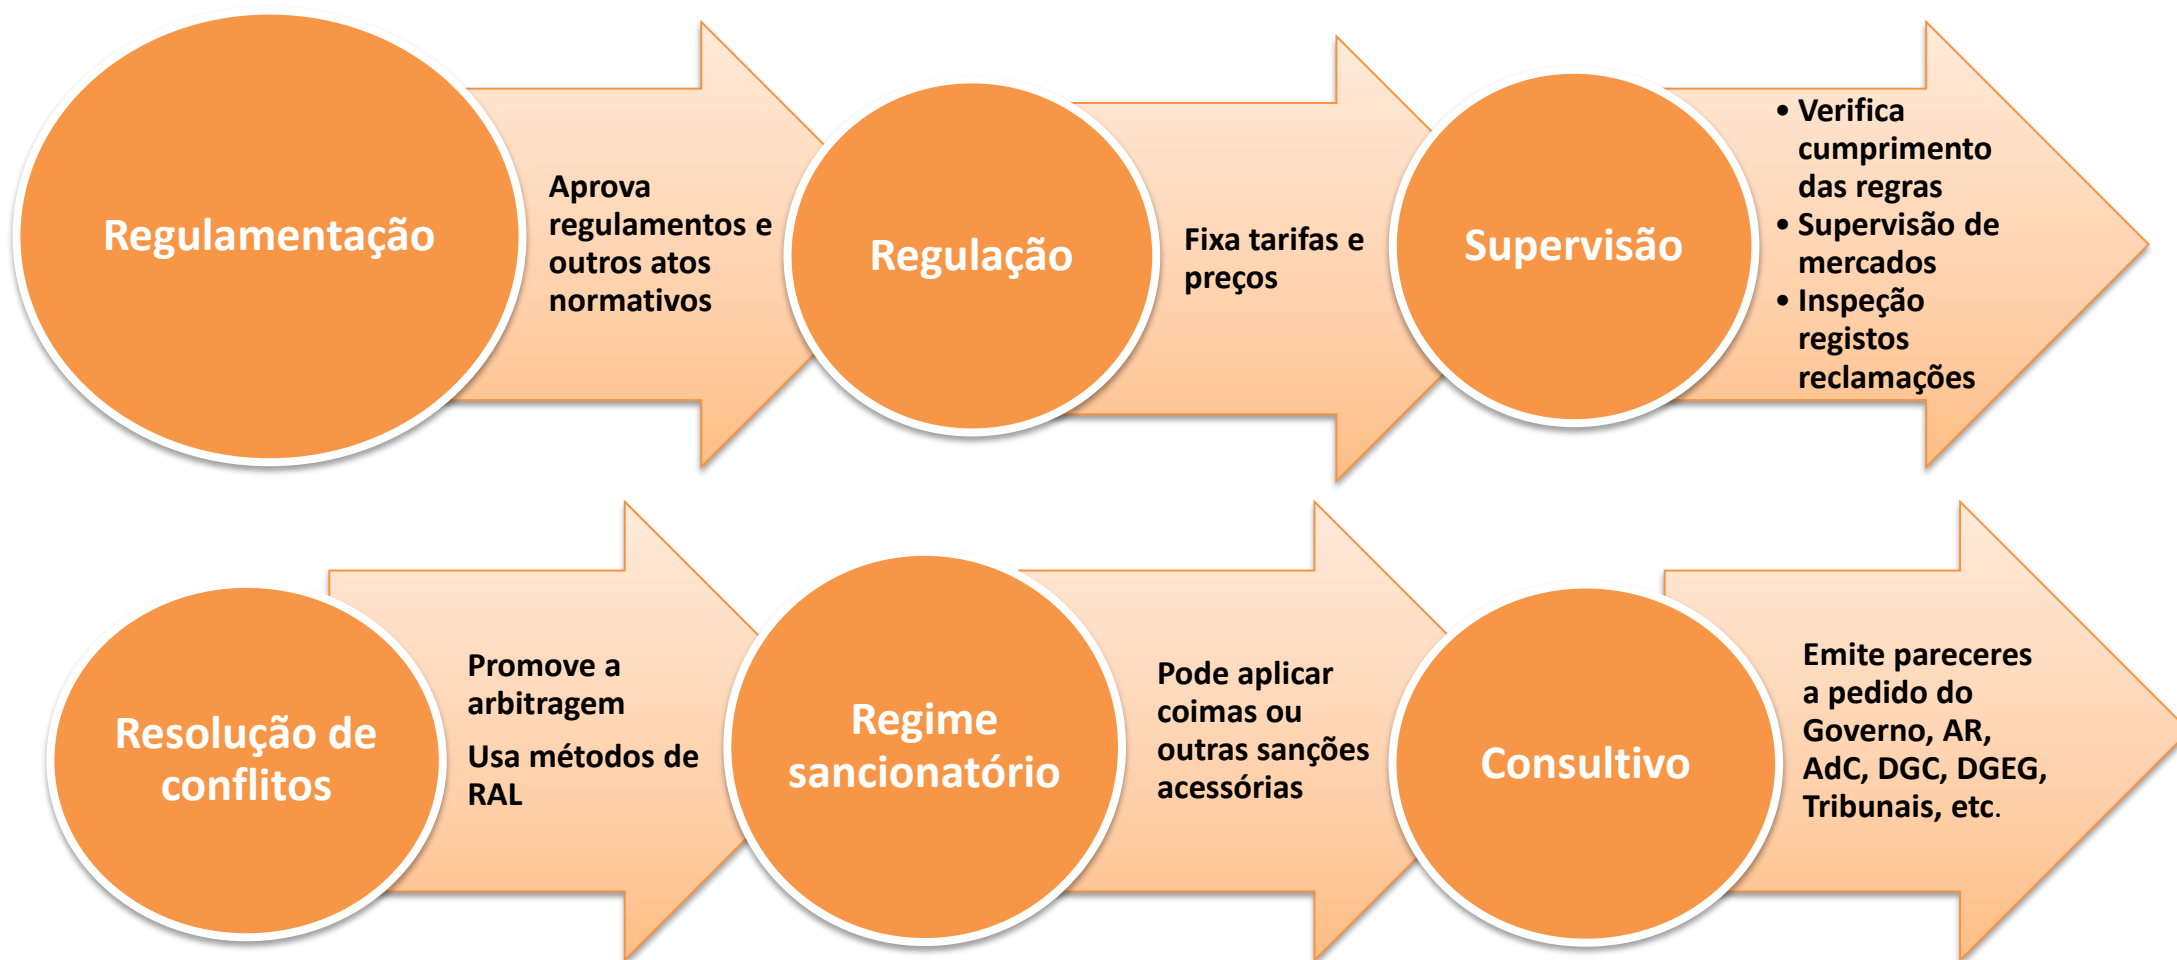 Regulamentação
Aprova
regulamentos e
outros atos
normativos
Regulação
Fixa tarifas e
preços
Supervisão
• Verifica
cumprimento
das regras
• Supervisão de
mercados
• Inspeção
registos
reclamações
Resolução de
conflitos
Promove a
arbitragem
Usa métodos de
RAL
Regime
sancionatório
Pode aplicar
coimas ou
outras sanções
acessórias
Consultivo
Emite pareceres
a pedido do
Governo, AR,
AdC, DGC, DGEG,
Tribunais, etc.